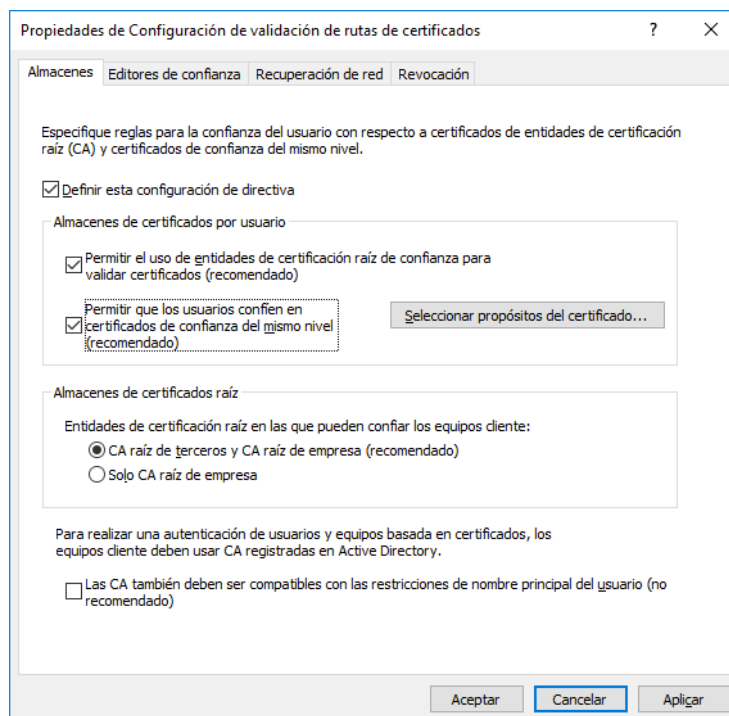 Propiedades de Configuración de validación de rutas de certificados
?
Almacenes
Editores de confianza
Recuperación de red
Revocación
Especifique reglas para la confianza del usuario con respecto a certificados de entidades de certificación
raíz (CA) y certificados de confianza del mismo nivel.
Definir esta configuración de directiva
Almacenes de certificados por usuario
Permitir el uso de entidades de certificación raíz de confianza para
validar certificados (recomendado)
Permitir que los usuarios confíen en
certificados de confianza del mismo nivel
(recomendado)
Seleccionar propósitos del certificado...
Almacenes de certificados raíz
Entidades de certificación raíz en las que pueden confiar los equipos cliente:
CA raíz de terceros y CA raíz de empresa (recomendado)
Solo CA raíz de empresa
Para realizar una autenticación de usuarios y equipos basada en certificados, los
equipos cliente deben usar CA registradas en Active Directory.
Las CA también deben ser compatibles con las restricciones de nombre principal del usuario (no
recomendado)
Aceptar
Cancelar
Aplicar